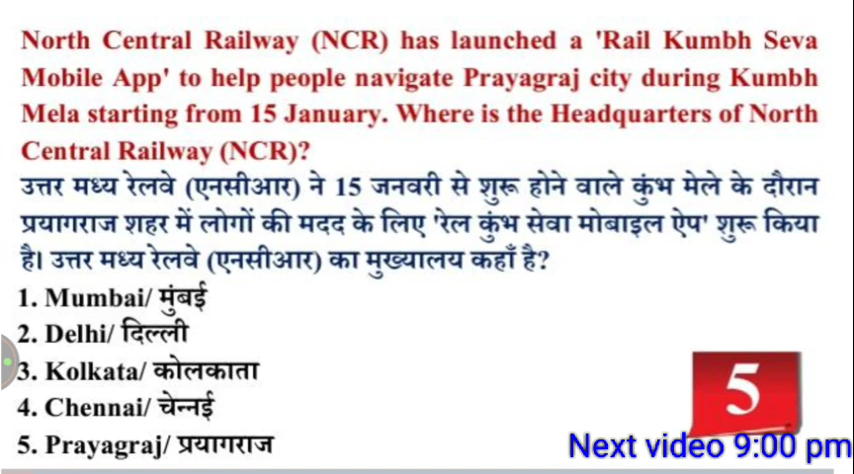 North Central Railway (NCR) has launched a 'Rail Kumbh Seva
Mobile App' to help people navigate Prayagraj city during Kumbh
Mela starting from 15 January. Where is the Headquarters of North
Central Railway (NCR)?
उत्तर मध्य रेलवे (एनसीआर) ने 15 जनवरी से शुरू होने वाले कुंभ मेले के दौरान
प्रयागराज शहर में लोगों की मदद के लिए 'रेल कुंभ सेवा मोबाइल ऐप' शुरू किया
है। उत्तर मध्य रेलवे (एनसीआर) का मुख्यालय कहाँ है?
1. Mumbai/ मुंबई
2. Delhi/ दिल्ली
3. Kolkata/ कोलकाता
4. Chennai/ चेन्नई
5. Prayagraj/ प्रयागराज
5
Next video 9:00 pm